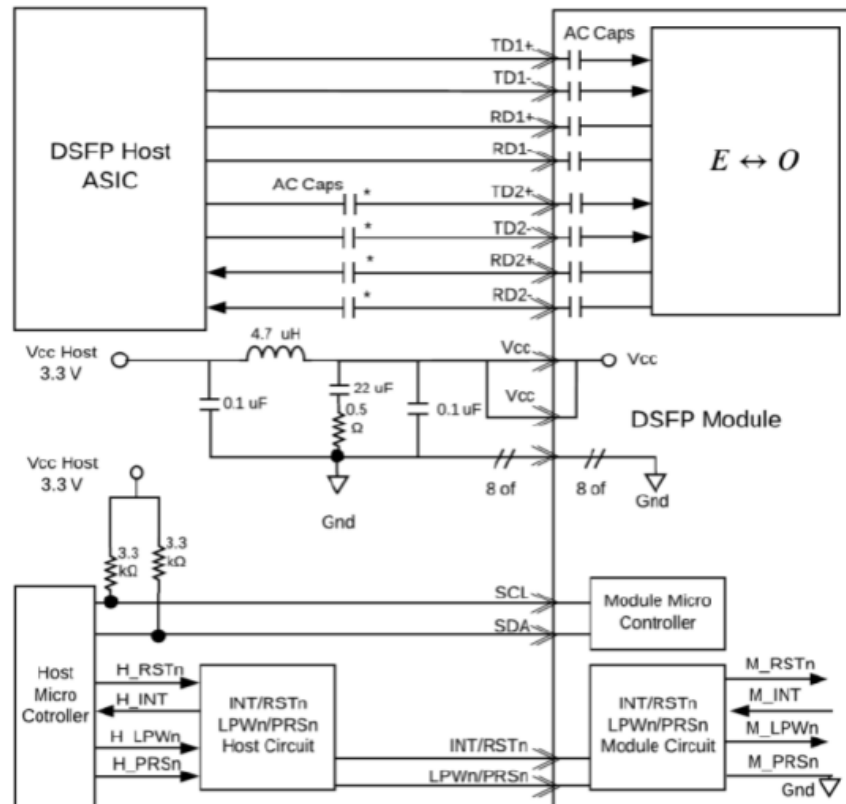 DSFP Host
ASIC
AC Caps
TD1+
TD1-
RD1+
RD1-
AC Caps
*
TD2+
*
TD2-
*
RD2+
*
RD2-
E ↔ O
Vcc Host
3.3 V
4.7 uH
0.1 uF
22 uF
0.5
Ω
0.1 uF
Vcc
Vcc
Vcc
DSFP Module
8 of
8 of
Gnd
Gnd
Vcc Host
3.3 V
3.3
kΩ
3.3
kΩ
SCL
SDA
Module Micro
Controller
Host
Micro
Cotroller
H_RSTn
H_INT
H_LPWn
H_PRSn
INT/RSTn
LPWn/PRSn
Host Circuit
INT/RSTn
LPWn/PRSn
INT/RSTn
LPWn/PRSn
Module Circuit
M_RSTn
M_INT
M_LPWn
M_PRSn
Gnd